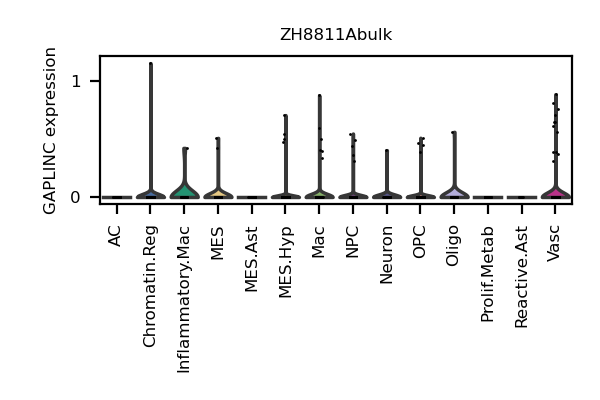 ZH8811Abulk
GAPLINC expression
1
0
AC
Chromatin.Reg
Inflammatory.Mac
MES
MES.Ast
MES.Hyp
Mac
NPC
Neuron
OPC
Oligo
Prolif.Metab
Reactive.Ast
Vasc